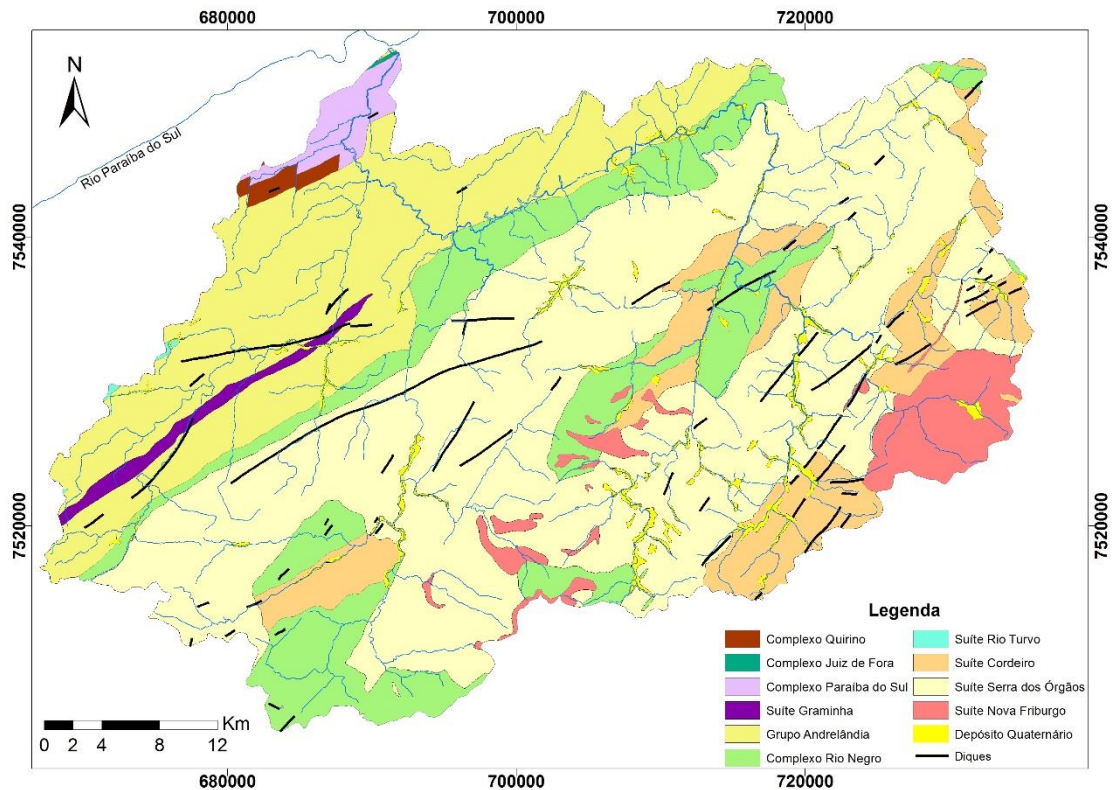 680000
700000
720000
N
Rio Paraíba do Sul
7540000
7540000
7520000
7520000
Legenda
Complexo Quirino
Complexo Juiz de Fora
Complexo Paraíba do Sul
Suíte Graminha
Grupo Andrelândia
Complexo Rio Negro
Suíte Rio Turvo
Suíte Cordeiro
Suíte Serra dos Órgãos
Suíte Nova Friburgo
Depósito Quaternário
Diques
Km
0 2 4 8 12
680000
700000
720000